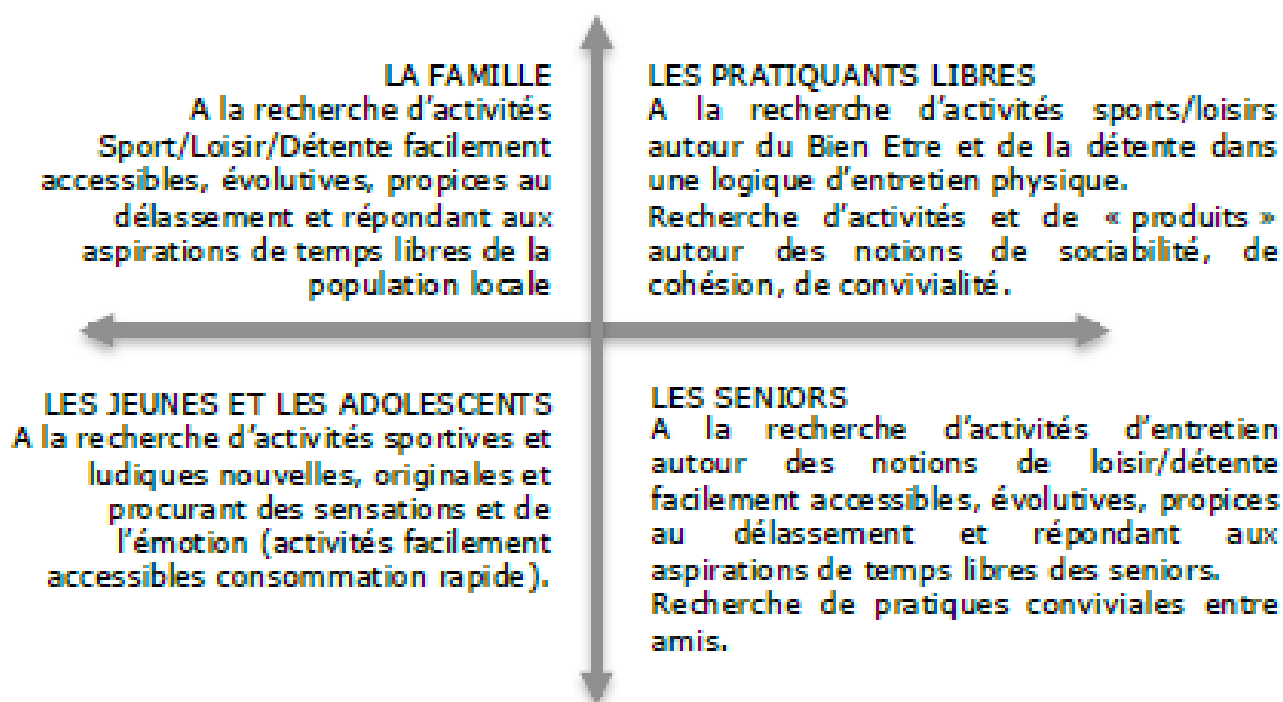 LA FAMILLE
A la recherche d'activités
Sport/Loisir/Détente facilement
accessibles, évolutives, propices au
délassement et répondant aux
aspirations de temps libres de la
population locale
LES PRATIQUANTS LIBRES
A la recherche d'activités sports/loisirs
autour du Bien Etre et de la détente dans
une logique d'entretien physique.
Recherche d'activités et de « produits »
autour des notions de sociabilité, de
cohésion, de convivialité.
LES JEUNES ET LES ADOLESCENTS
A la recherche d'activités sportives et
ludiques nouvelles, originales et
procurant des sensations et de
l'émotion (activités facilement
accessibles consommation rapide).
LES SENIORS
A la recherche d'activités d'entretien
autour des notions de loisir/détente
facilement accessibles, évolutives, propices
au délassement et répondant aux
aspirations de temps libres des seniors.
Recherche de pratiques conviviales entre
amis.